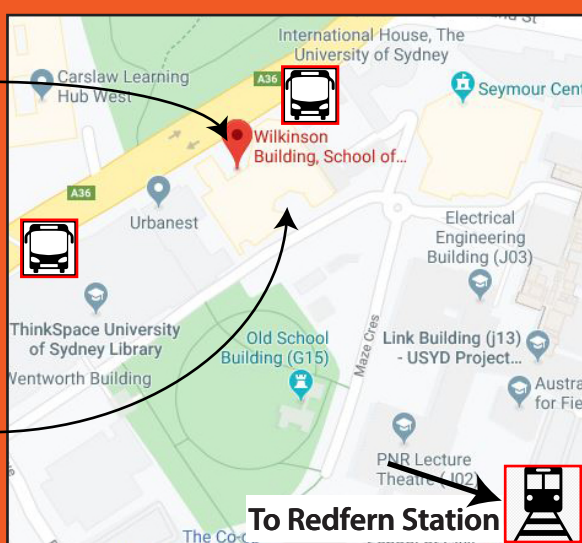 International House, The
University of Sydney
Carslaw Learning
Hub West
A36
Seymour Cent
Wilkinson
Building, School of...
A36
Urbanest
Electrical
Engineering
Building (J03)
ThinkSpace University
of Sydney Library
Old School
Building (G15)
Maze Cres
Link Building (j13)
- USYD Project...
Wentworth Building
Austra
for Fie
PNR Lecture
Theatre (J02)
To Redfern Station
The Co-o